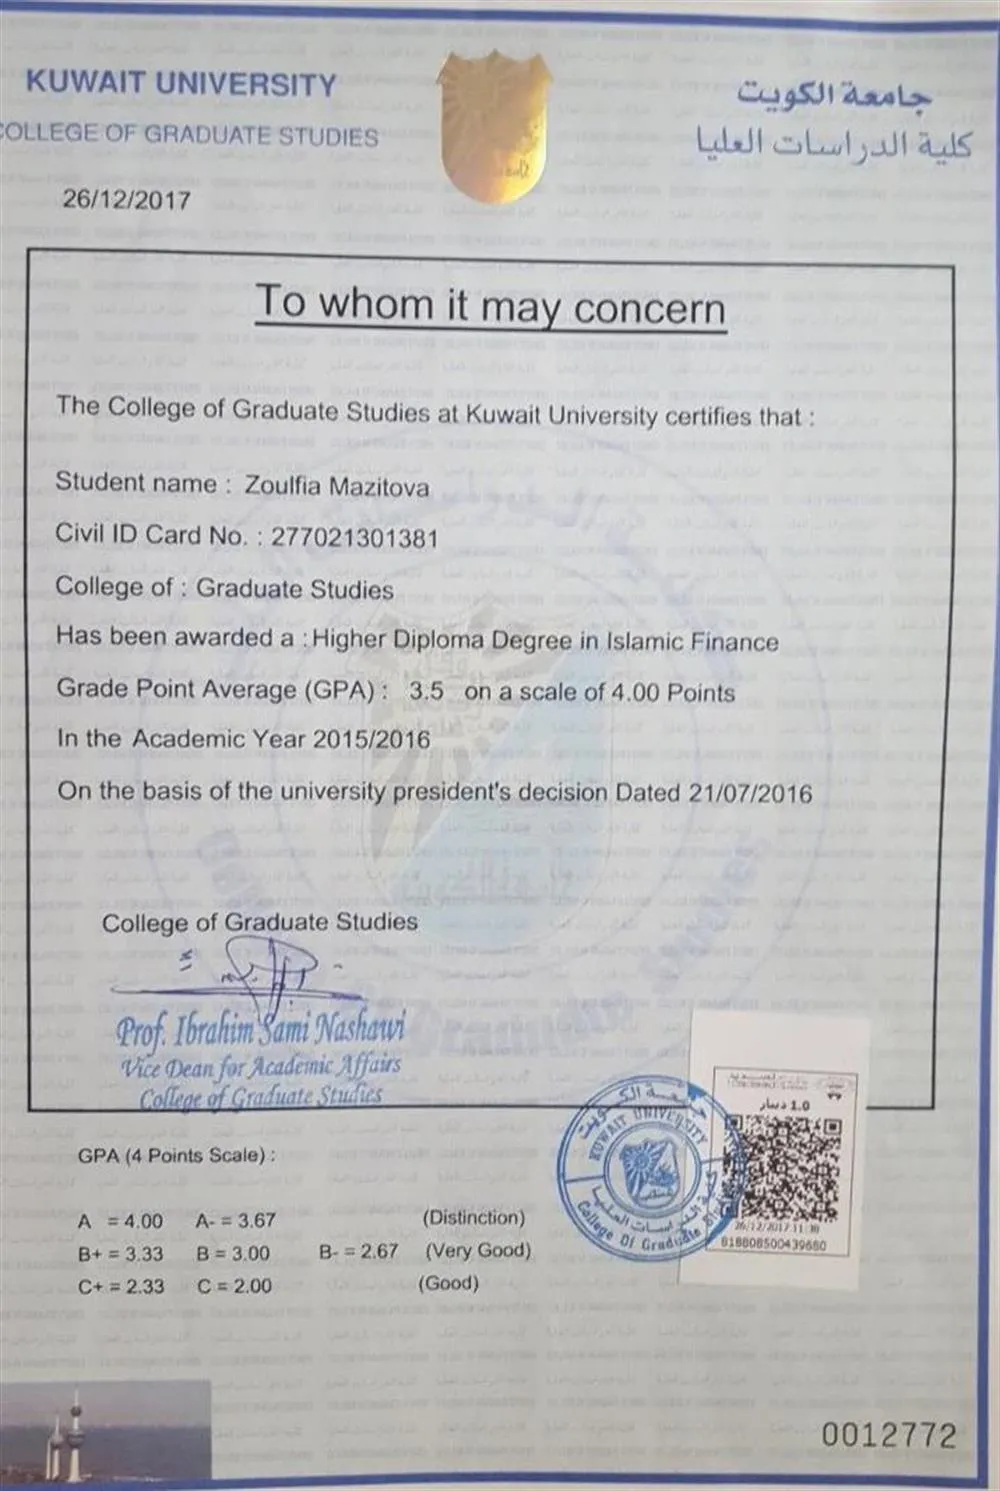 KUWAIT UNIVERSITY
جامعة الكويت
COLLEGE OF GRADUATE STUDIES
كلية الدراسات العليا
26/12/2017
To whom it may concern
The College of Graduate Studies at Kuwait University certifies that :
Student name : Zoulfia Mazitova
Civil ID Card No. : 277021301381
College of : Graduate Studies
Has been awarded a : Higher Diploma Degree in Islamic Finance
Grade Point Average (GPA) : 3.5 on a scale of 4.00 Points
In the Academic Year 2015/2016
On the basis of the university president's decision Dated 21/07/2016
College of Graduate Studies
Prof. Ibrahim Sami Nashawi
Vice Dean for Academic Affairs
College of Graduate Studies
جامعة الكويت
KUWAIT UNIVERSITY
كلية الدراسات العليا
College Of Graduate Studies
1.0 دينار
26/12/2017 11:30
818808500439680
GPA (4 Points Scale) :
A = 4.00 A- = 3.67 (Distinction)
B+ = 3.33 B = 3.00 B- = 2.67 (Very Good)
C+ = 2.33 C = 2.00 (Good)
0012772